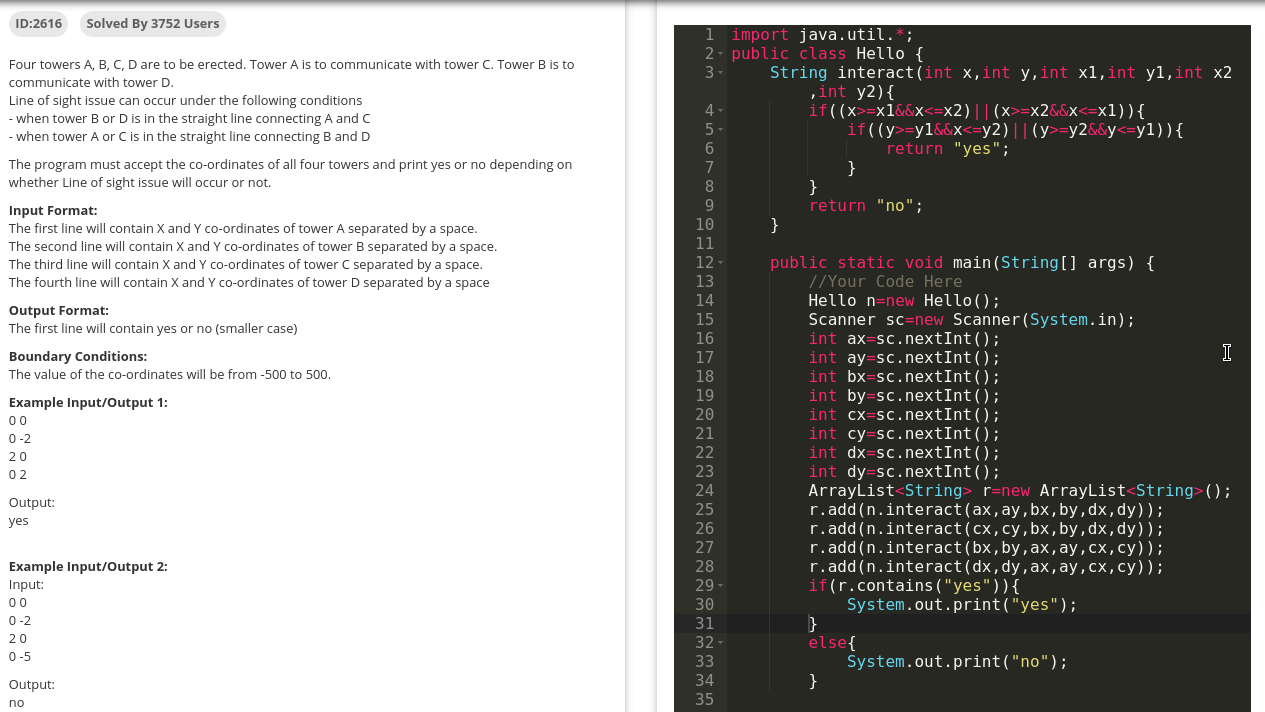 ID:2616 Solved By 3752 Users
Four towers A, B, C, D are to be erected. Tower A is to communicate with tower C. Tower B is to
communicate with tower D.
Line of sight issue can occur under the following conditions
- when tower B or D is in the straight line connecting A and C
- when tower A or C is in the straight line connecting B and D
The program must accept the co-ordinates of all four towers and print yes or no depending on
whether Line of sight issue will occur or not.
Input Format:
The first line will contain X and Y co-ordinates of tower A separated by a space.
The second line will contain X and Y co-ordinates of tower B separated by a space.
The third line will contain X and Y co-ordinates of tower C separated by a space.
The fourth line will contain X and Y co-ordinates of tower D separated by a space
Output Format:
The first line will contain yes or no (smaller case)
Boundary Conditions:
The value of the co-ordinates will be from -500 to 500.
Example Input/Output 1:
0 0
0 -2
2 0
0 2
Output:
yes
Example Input/Output 2:
Input:
0 0
0 -2
2 0
0 -5
Output:
no
1 import java.util.*;
2 public class Hello {
3 String interact(int x,int y,int x1,int y1,int x2
,int y2){
4 if((x>=x1&&x<=x2)||(x>=x2&&x<=x1)){
5 if((y>=y1&&x<=y2)||(y>=y2&&y<=y1)){
6 return "yes";
7 }
8 }
9 return "no";
10 }
11
12 public static void main(String[] args) {
13 //Your Code Here
14 Hello n=new Hello();
15 Scanner sc=new Scanner(System.in);
16 int ax=sc.nextInt();
17 int ay=sc.nextInt();
18 int bx=sc.nextInt();
19 int by=sc.nextInt();
20 int cx=sc.nextInt();
21 int cy=sc.nextInt();
22 int dx=sc.nextInt();
23 int dy=sc.nextInt();
24 ArrayList<String> r=new ArrayList<String>();
25 r.add(n.interact(ax,ay,bx,by,dx,dy));
26 r.add(n.interact(cx,cy,bx,by,dx,dy));
27 r.add(n.interact(bx,by,ax,ay,cx,cy));
28 r.add(n.interact(dx,dy,ax,ay,cx,cy));
29 if(r.contains("yes")){
30 System.out.print("yes");
31 }
32 else{
33 System.out.print("no");
34 }
35